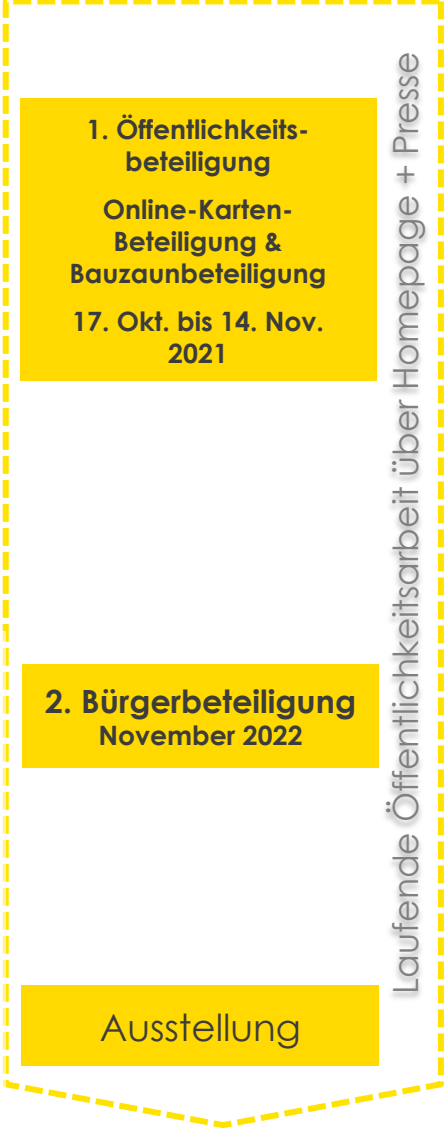 1. Öffentlichkeits-
beteiligung
Online-Karten-
Beteiligung &
Bauzaunbeteiligung
17. Okt. bis 14. Nov.
2021
2. Bürgerbeteiligung
November 2022
Ausstellung
Laufende Öffentlichkeitsarbeit über Homepage + Presse